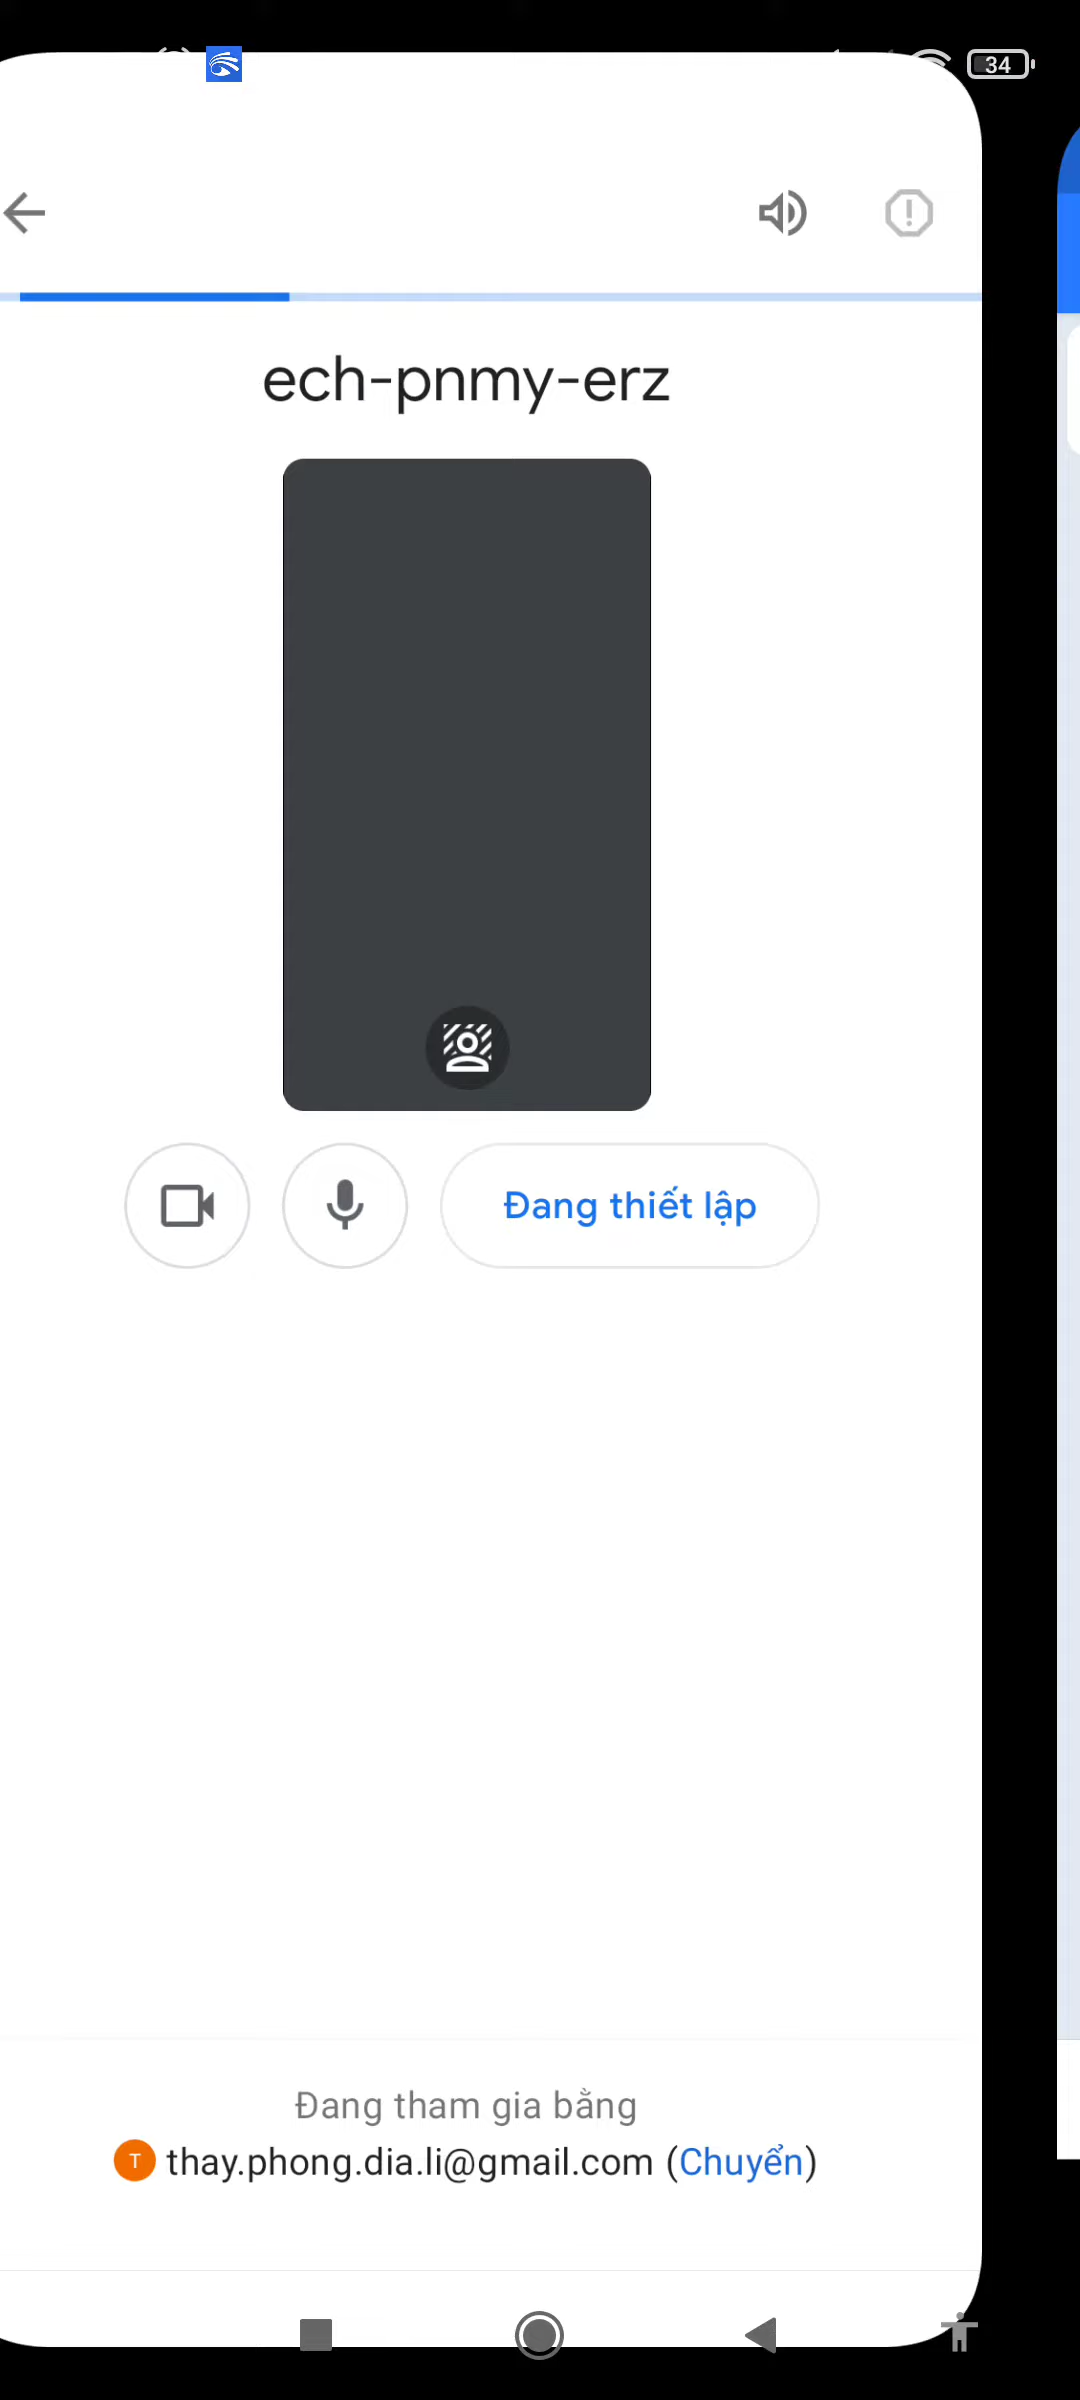 34
ech-pnmy-erz
Đang thiết lập
Đang tham gia bằng
T thay.phong.dia.li@gmail.com (Chuyển)